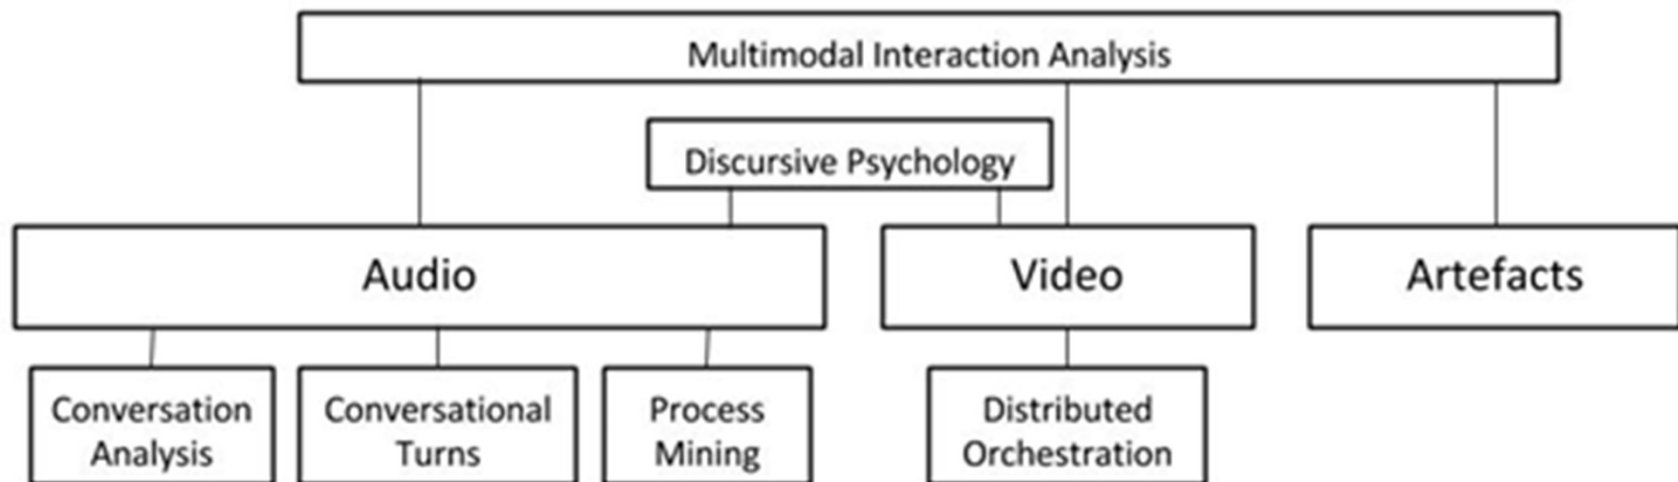 Multimodal Interaction Analysis
Discursive Psychology
Audio
Video
Artefacts
Conversation
Analysis
Conversational
Turns
Process
Mining
Distributed
Orchestration